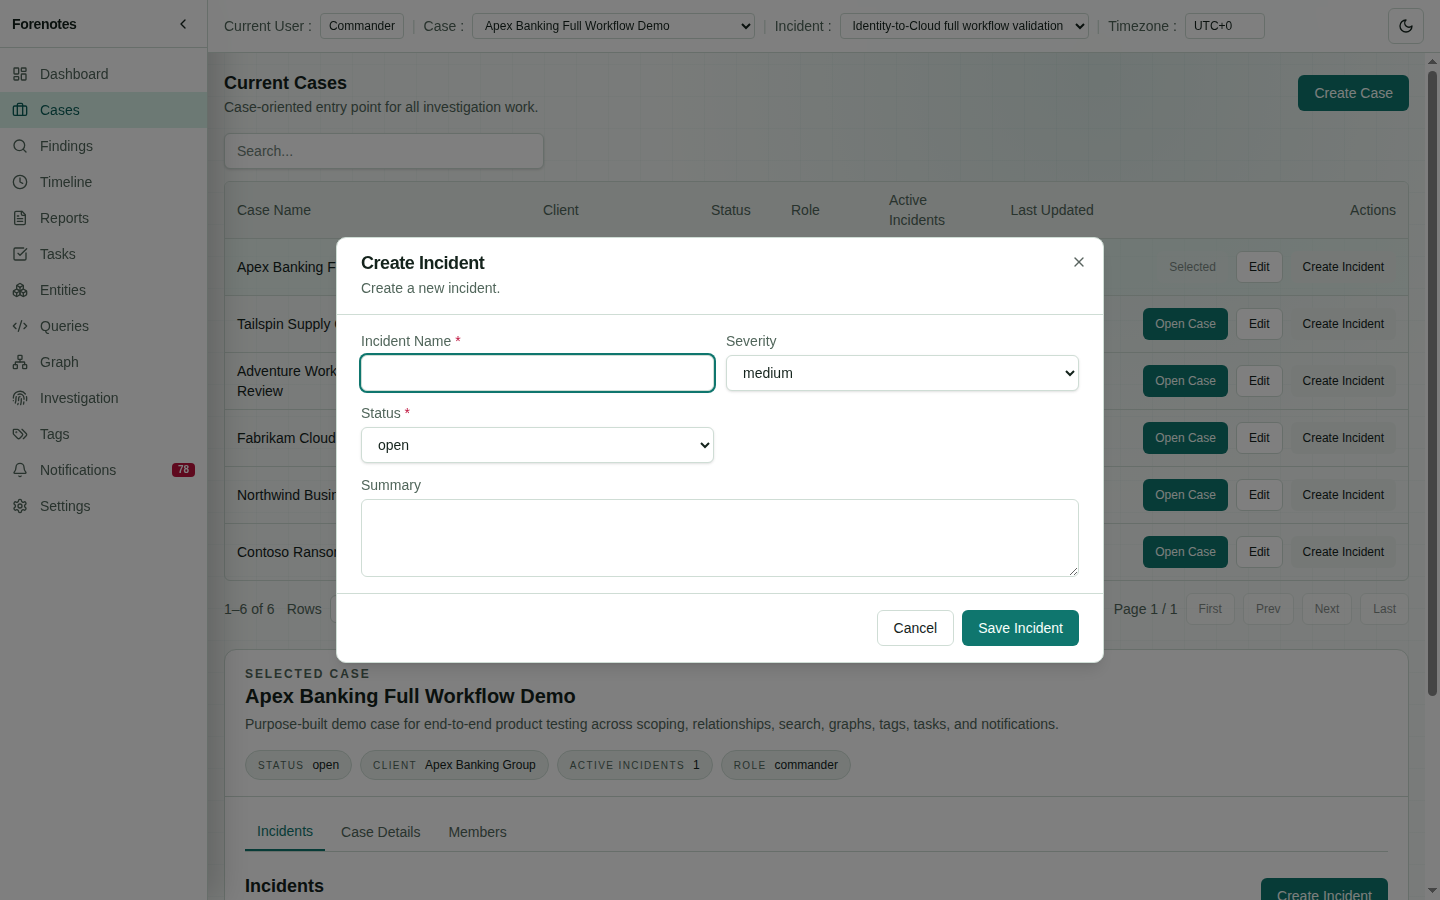 Forenotes
Current User :
Commander
Case :
Apex Banking Full Workflow Demo
Incident :
Identity-to-Cloud full workflow validation
Timezone :
UTC+0
Dashboard
Cases
Findings
Timeline
Reports
Tasks
Entities
Queries
Graph
Investigation
Tags
Notifications
78
Settings
Current Cases
Case-oriented entry point for all investigation work.
Create Case
Search...
Case Name
Client
Status
Role
Active
Incidents
Last Updated
Actions
Apex Banking F
Selected
Edit
Create Incident
Tailspin Supply
Open Case
Edit
Create Incident
Adventure Work
Review
Open Case
Edit
Create Incident
Fabrikam Cloud
Open Case
Edit
Create Incident
Northwind Busin
Open Case
Edit
Create Incident
Contoso Ranso
Open Case
Edit
Create Incident
1–6 of 6
Rows
Page 1 / 1
First
Prev
Next
Last
Create Incident
Create a new incident.
Incident Name *
Severity
medium
Status *
open
Summary
Cancel
Save Incident
SELECTED CASE
Apex Banking Full Workflow Demo
Purpose-built demo case for end-to-end product testing across scoping, relationships, search, graphs, tags, tasks, and notifications.
STATUS open
CLIENT Apex Banking Group
ACTIVE INCIDENTS 1
ROLE commander
Incidents
Case Details
Members
Incidents
Create Incident